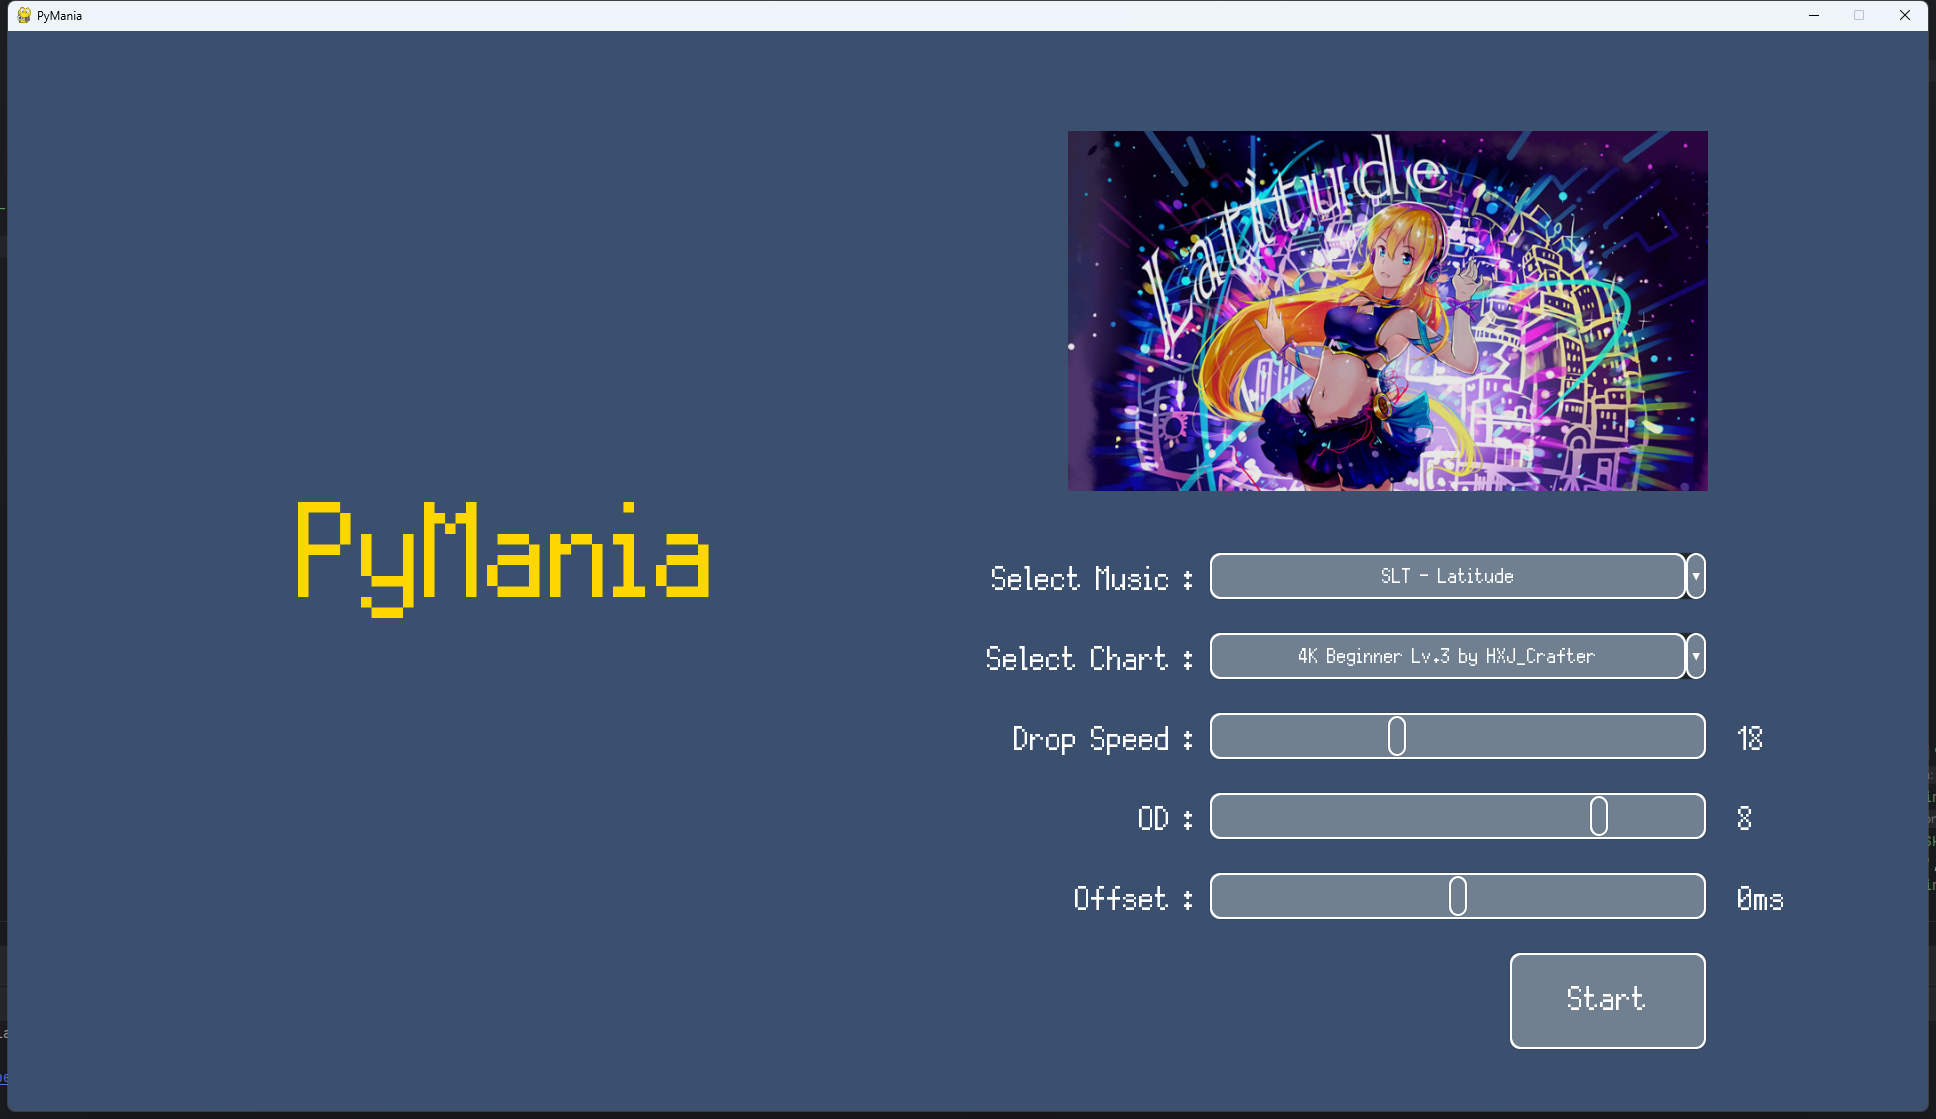 PyMania
Latitude
PyMania
Select Music : SLT - Latitude ▼
Select Chart : 4K Beginner Lv.3 by HXJ_Crafter ▼
Drop Speed : 18
OD : 8
Offset : 0ms
Start